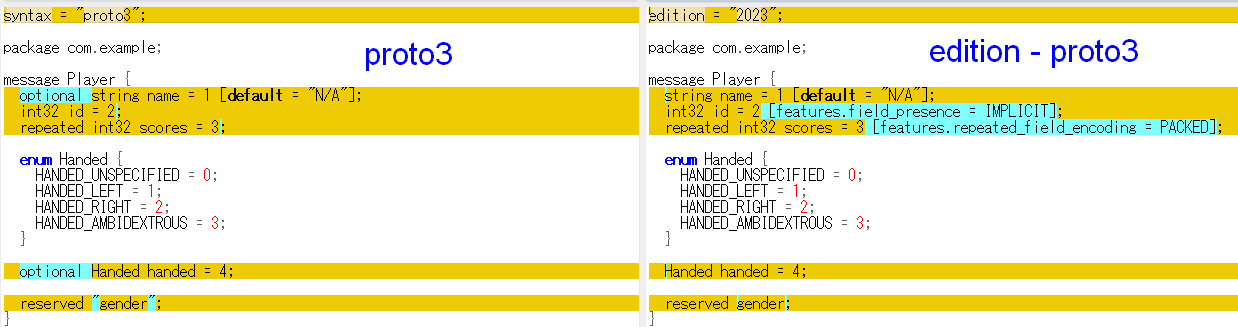 syntax = "proto3";
package com.example;
proto3
message Player {
optional string name = 1 [default = "N/A"];
int32 id = 2;
repeated int32 scores = 3;
enum Handed {
HANDED_UNSPECIFIED = 0;
HANDED_LEFT = 1;
HANDED_RIGHT = 2;
HANDED_AMBIDEXTROUS = 3;
}
optional Handed handed = 4;
reserved "gender";
}
edition = "2023";
package com.example;
edition - proto3
message Player {
string name = 1 [default = "N/A"];
int32 id = 2 [features.field_presence = IMPLICIT];
repeated int32 scores = 3 [features.repeated_field_encoding = PACKED];
enum Handed {
HANDED_UNSPECIFIED = 0;
HANDED_LEFT = 1;
HANDED_RIGHT = 2;
HANDED_AMBIDEXTROUS = 3;
}
Handed handed = 4;
reserved gender;
}